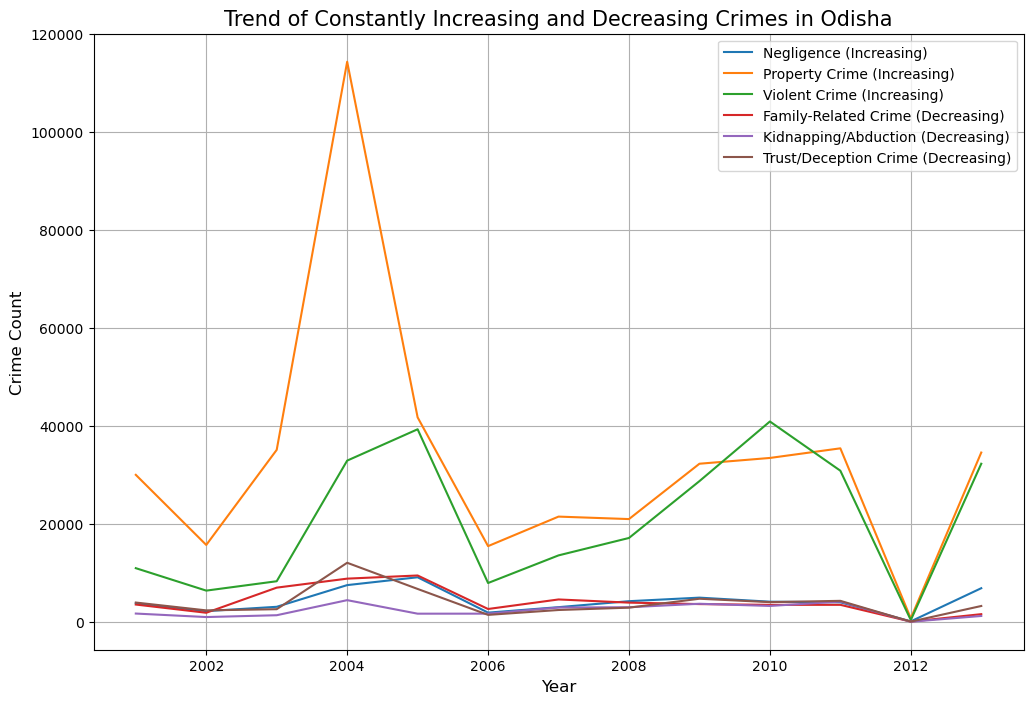 Trend of Constantly Increasing and Decreasing Crimes in Odisha
120000
100000
80000
60000
40000
20000
0
Crime Count
Negligence (Increasing)
Property Crime (Increasing)
Violent Crime (Increasing)
Family-Related Crime (Decreasing)
Kidnapping/Abduction (Decreasing)
Trust/Deception Crime (Decreasing)
2002 2004 2006 2008 2010 2012
Year